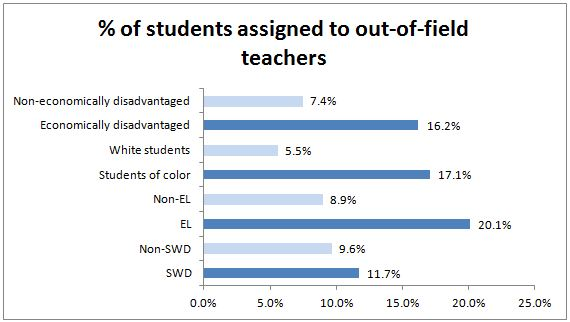 % of students assigned to out-of-field
teachers
Non-economically disadvantaged 7.4%
Economically disadvantaged 16.2%
White students 5.5%
Students of color 17.1%
Non-EL 8.9%
EL 20.1%
Non-SWD 9.6%
SWD 11.7%
0.0% 5.0% 10.0% 15.0% 20.0% 25.0%